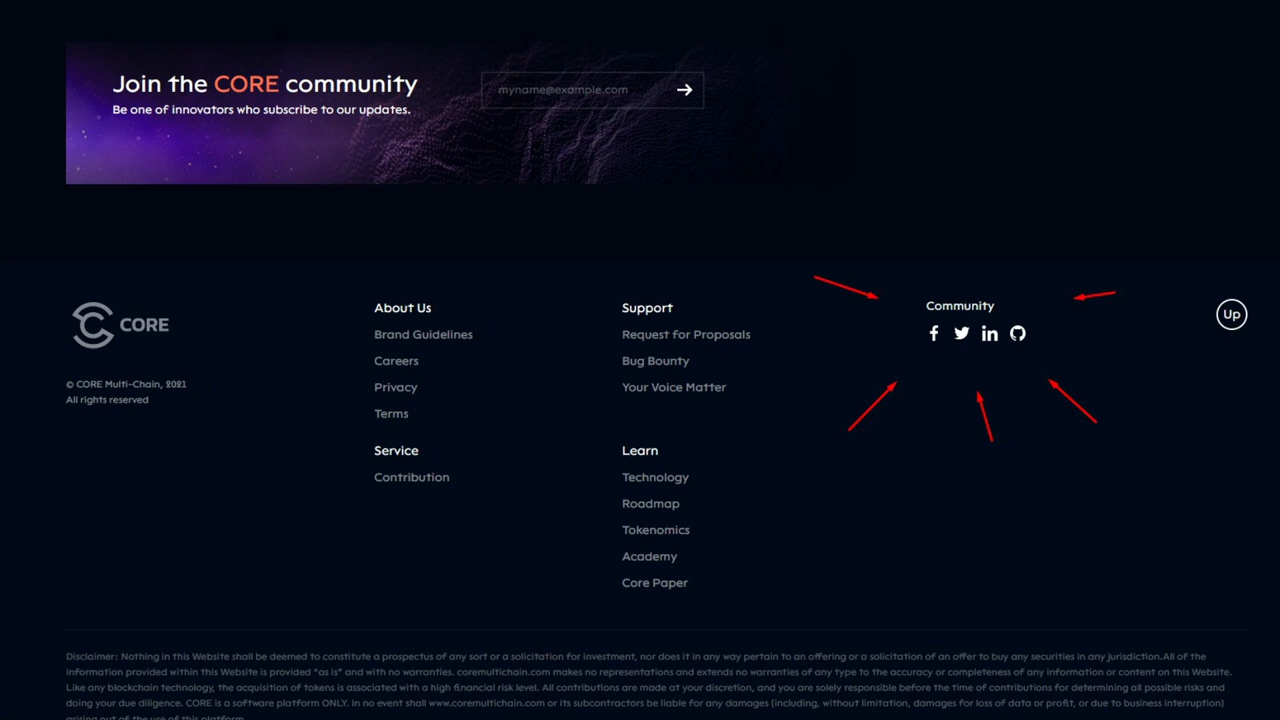 Join the CORE community
Be one of innovators who subscribe to our updates.
myname@example.com
CORE
© CORE Multi-Chain, 2021
All rights reserved
About Us
Brand Guidelines
Careers
Privacy
Terms
Service
Contribution
Support
Request for Proposals
Bug Bounty
Your Voice Matter
Learn
Technology
Roadmap
Tokenomics
Academy
Core Paper
Community
Up
Disclaimer: Nothing in this Website shall be deemed to constitute a prospectus of any sort or a solicitation for investment, nor does it in any way pertain to an offering or a solicitation of an offer to buy any securities in any jurisdiction.All of the
information provided within this Website is provided "as is" and with no warranties. coremultichain.com makes no representations and extends no warranties of any type to the accuracy or completeness of any information or content on this Website.
Like any blockchain technology, the acquisition of tokens is associated with a high financial risk level. All contributions are made at your discretion, and you are solely responsible before the time of contributions for determining all possible risks and
doing your due diligence. CORE is a software platform ONLY. In no event shall www.coremultichain.com or its subcontractors be liable for any damages (including, without limitation, damages for loss of data or profit, or due to business interruption)
arising out of the use of this platform.